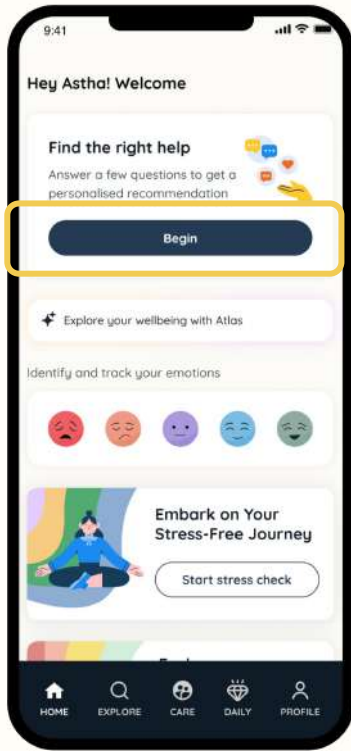 9:41
Hey Astha! Welcome
Find the right help
Answer a few questions to get a
personalised recommendation
Begin
Explore your wellbeing with Atlas
Identify and track your emotions
Embark on Your
Stress-Free Journey
Start stress check
HOME
EXPLORE
CARE
DAILY
PROFILE